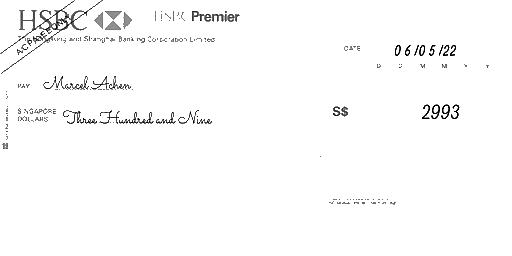 HSBC HSBC Premier
The Hongkong and Shanghai Banking Corporation Limited
A/C PAYEE ONLY
DATE 06/05/22
D D M M Y Y
PAY Marcel Achen
SINGAPORE DOLLARS Three Hundred and Nine
S$ 2993